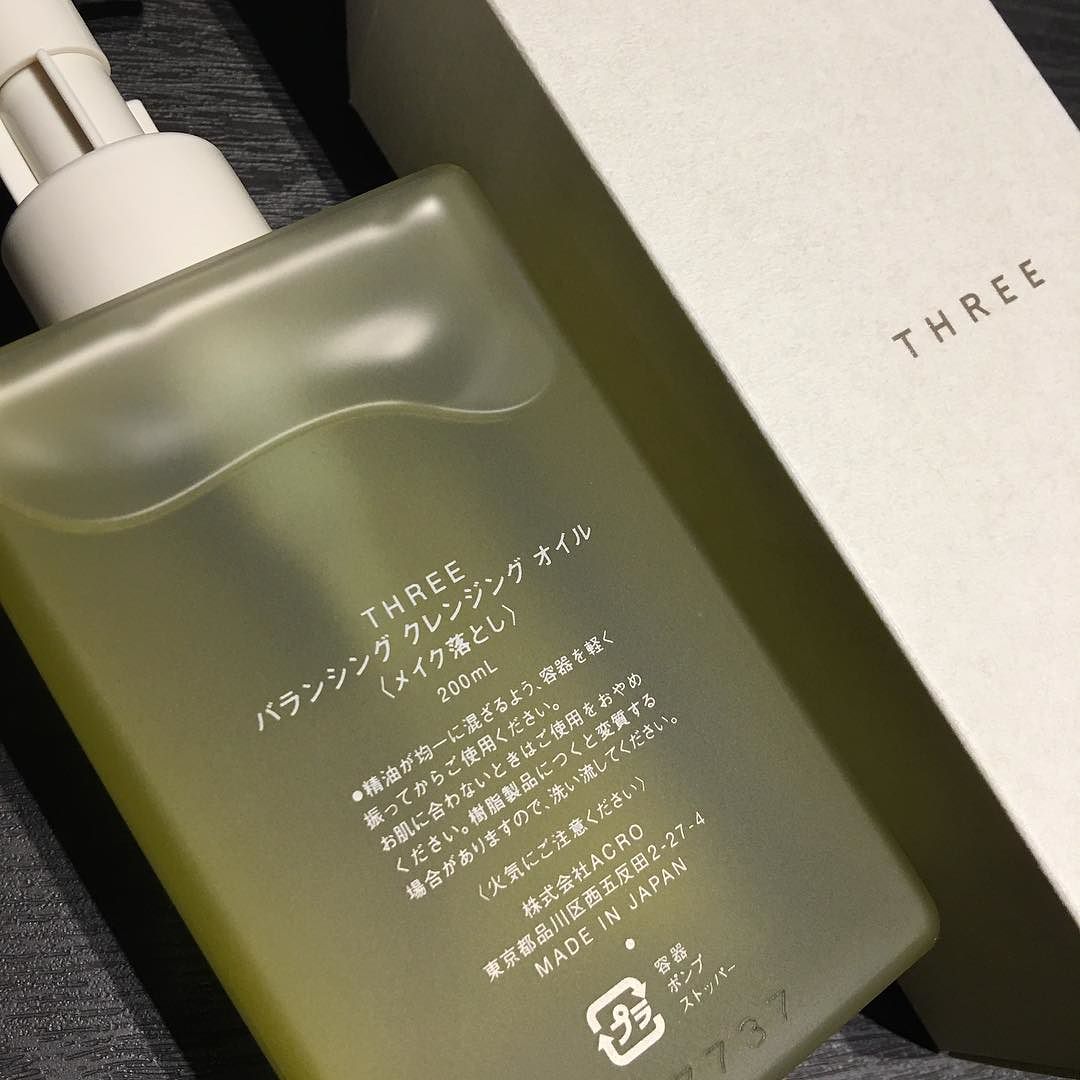 THREE
バランシング クレンジング オイル
〈メイク落とし〉
200mL
●精油が均一に混ざるよう、容器を軽く
振ってからご使用ください。
お肌に合わないときはご使用をおやめ
ください。樹脂製品につくと変質する
場合がありますので、洗い流してください。
〈火気にご注意ください〉
株式会社ACRO
東京都品川区西五反田2-27-4
MADE IN JAPAN
プラ
容器
ポンプ
ストッパー
7737
THREE